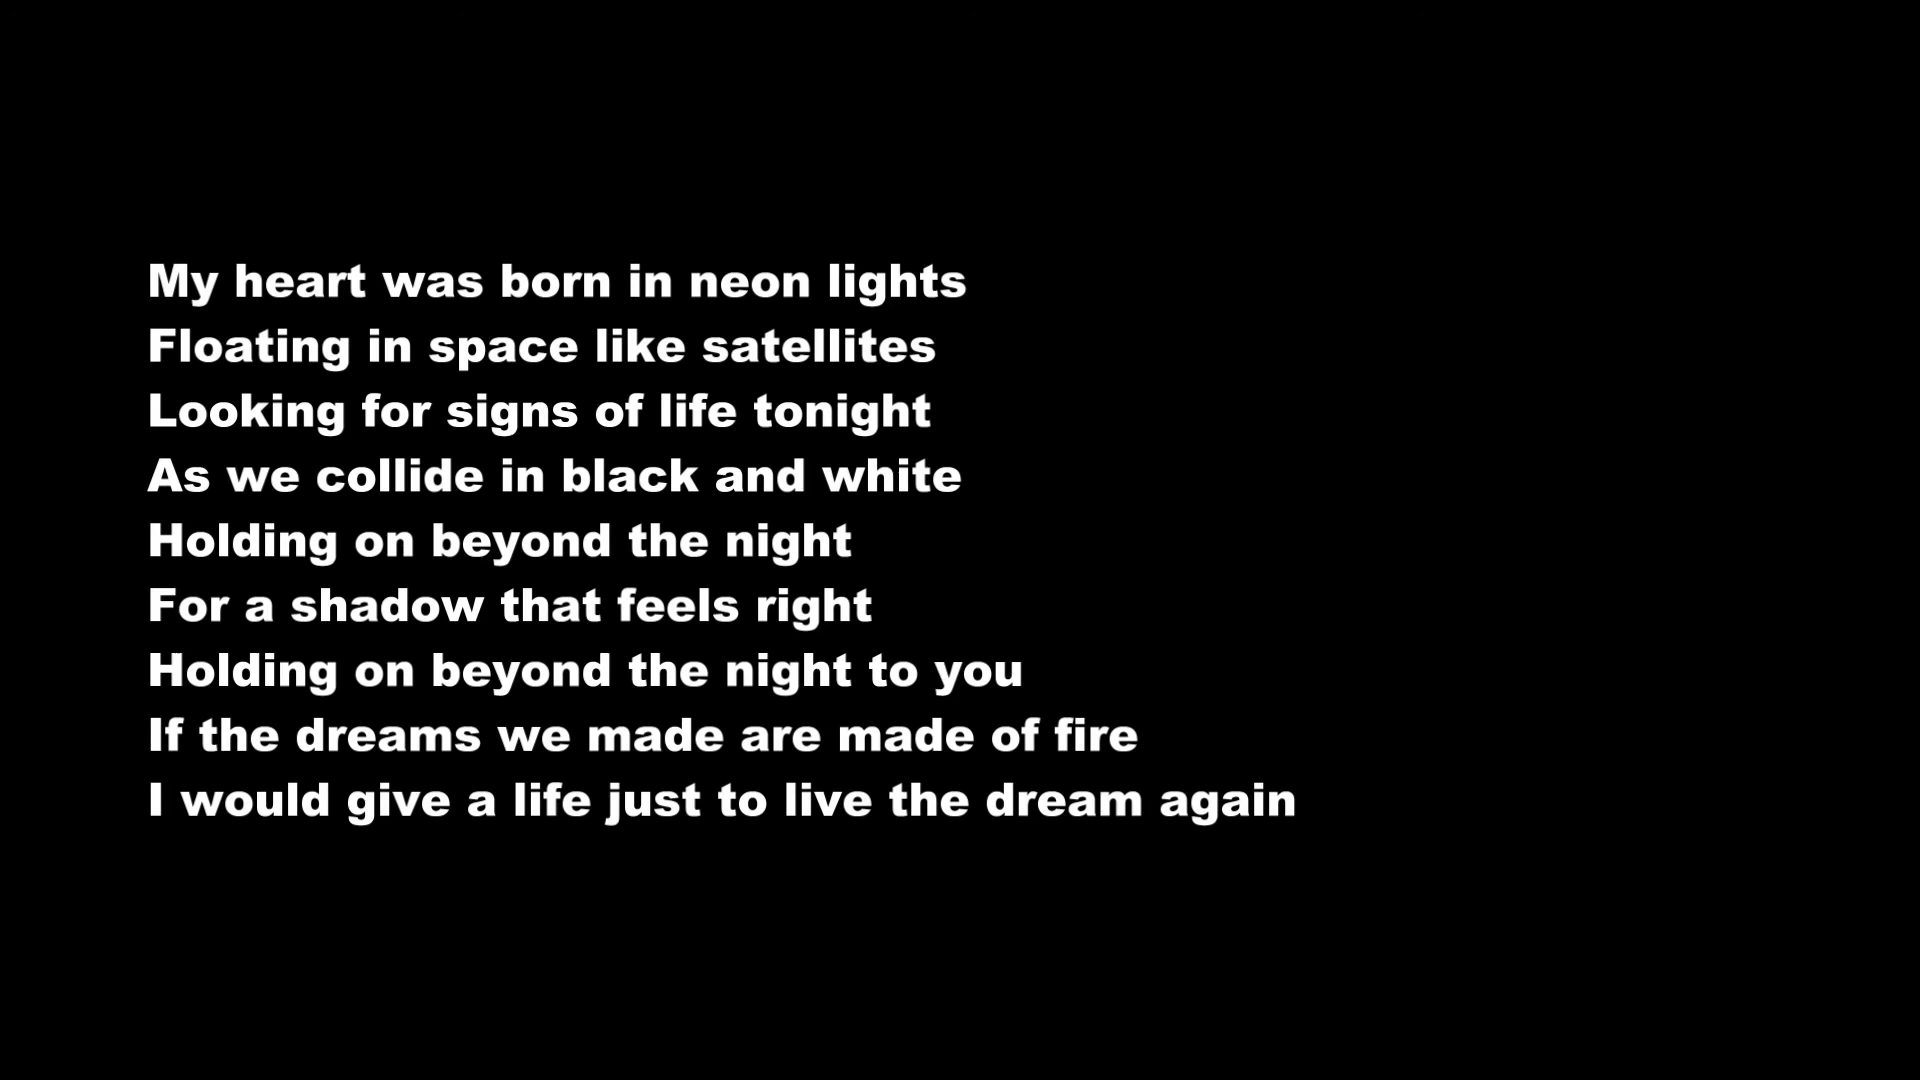 My heart was born in neon lights
Floating in space like satellites
Looking for signs of life tonight
As we collide in black and white
Holding on beyond the night
For a shadow that feels right
Holding on beyond the night to you
If the dreams we made are made of fire
I would give a life just to live the dream again